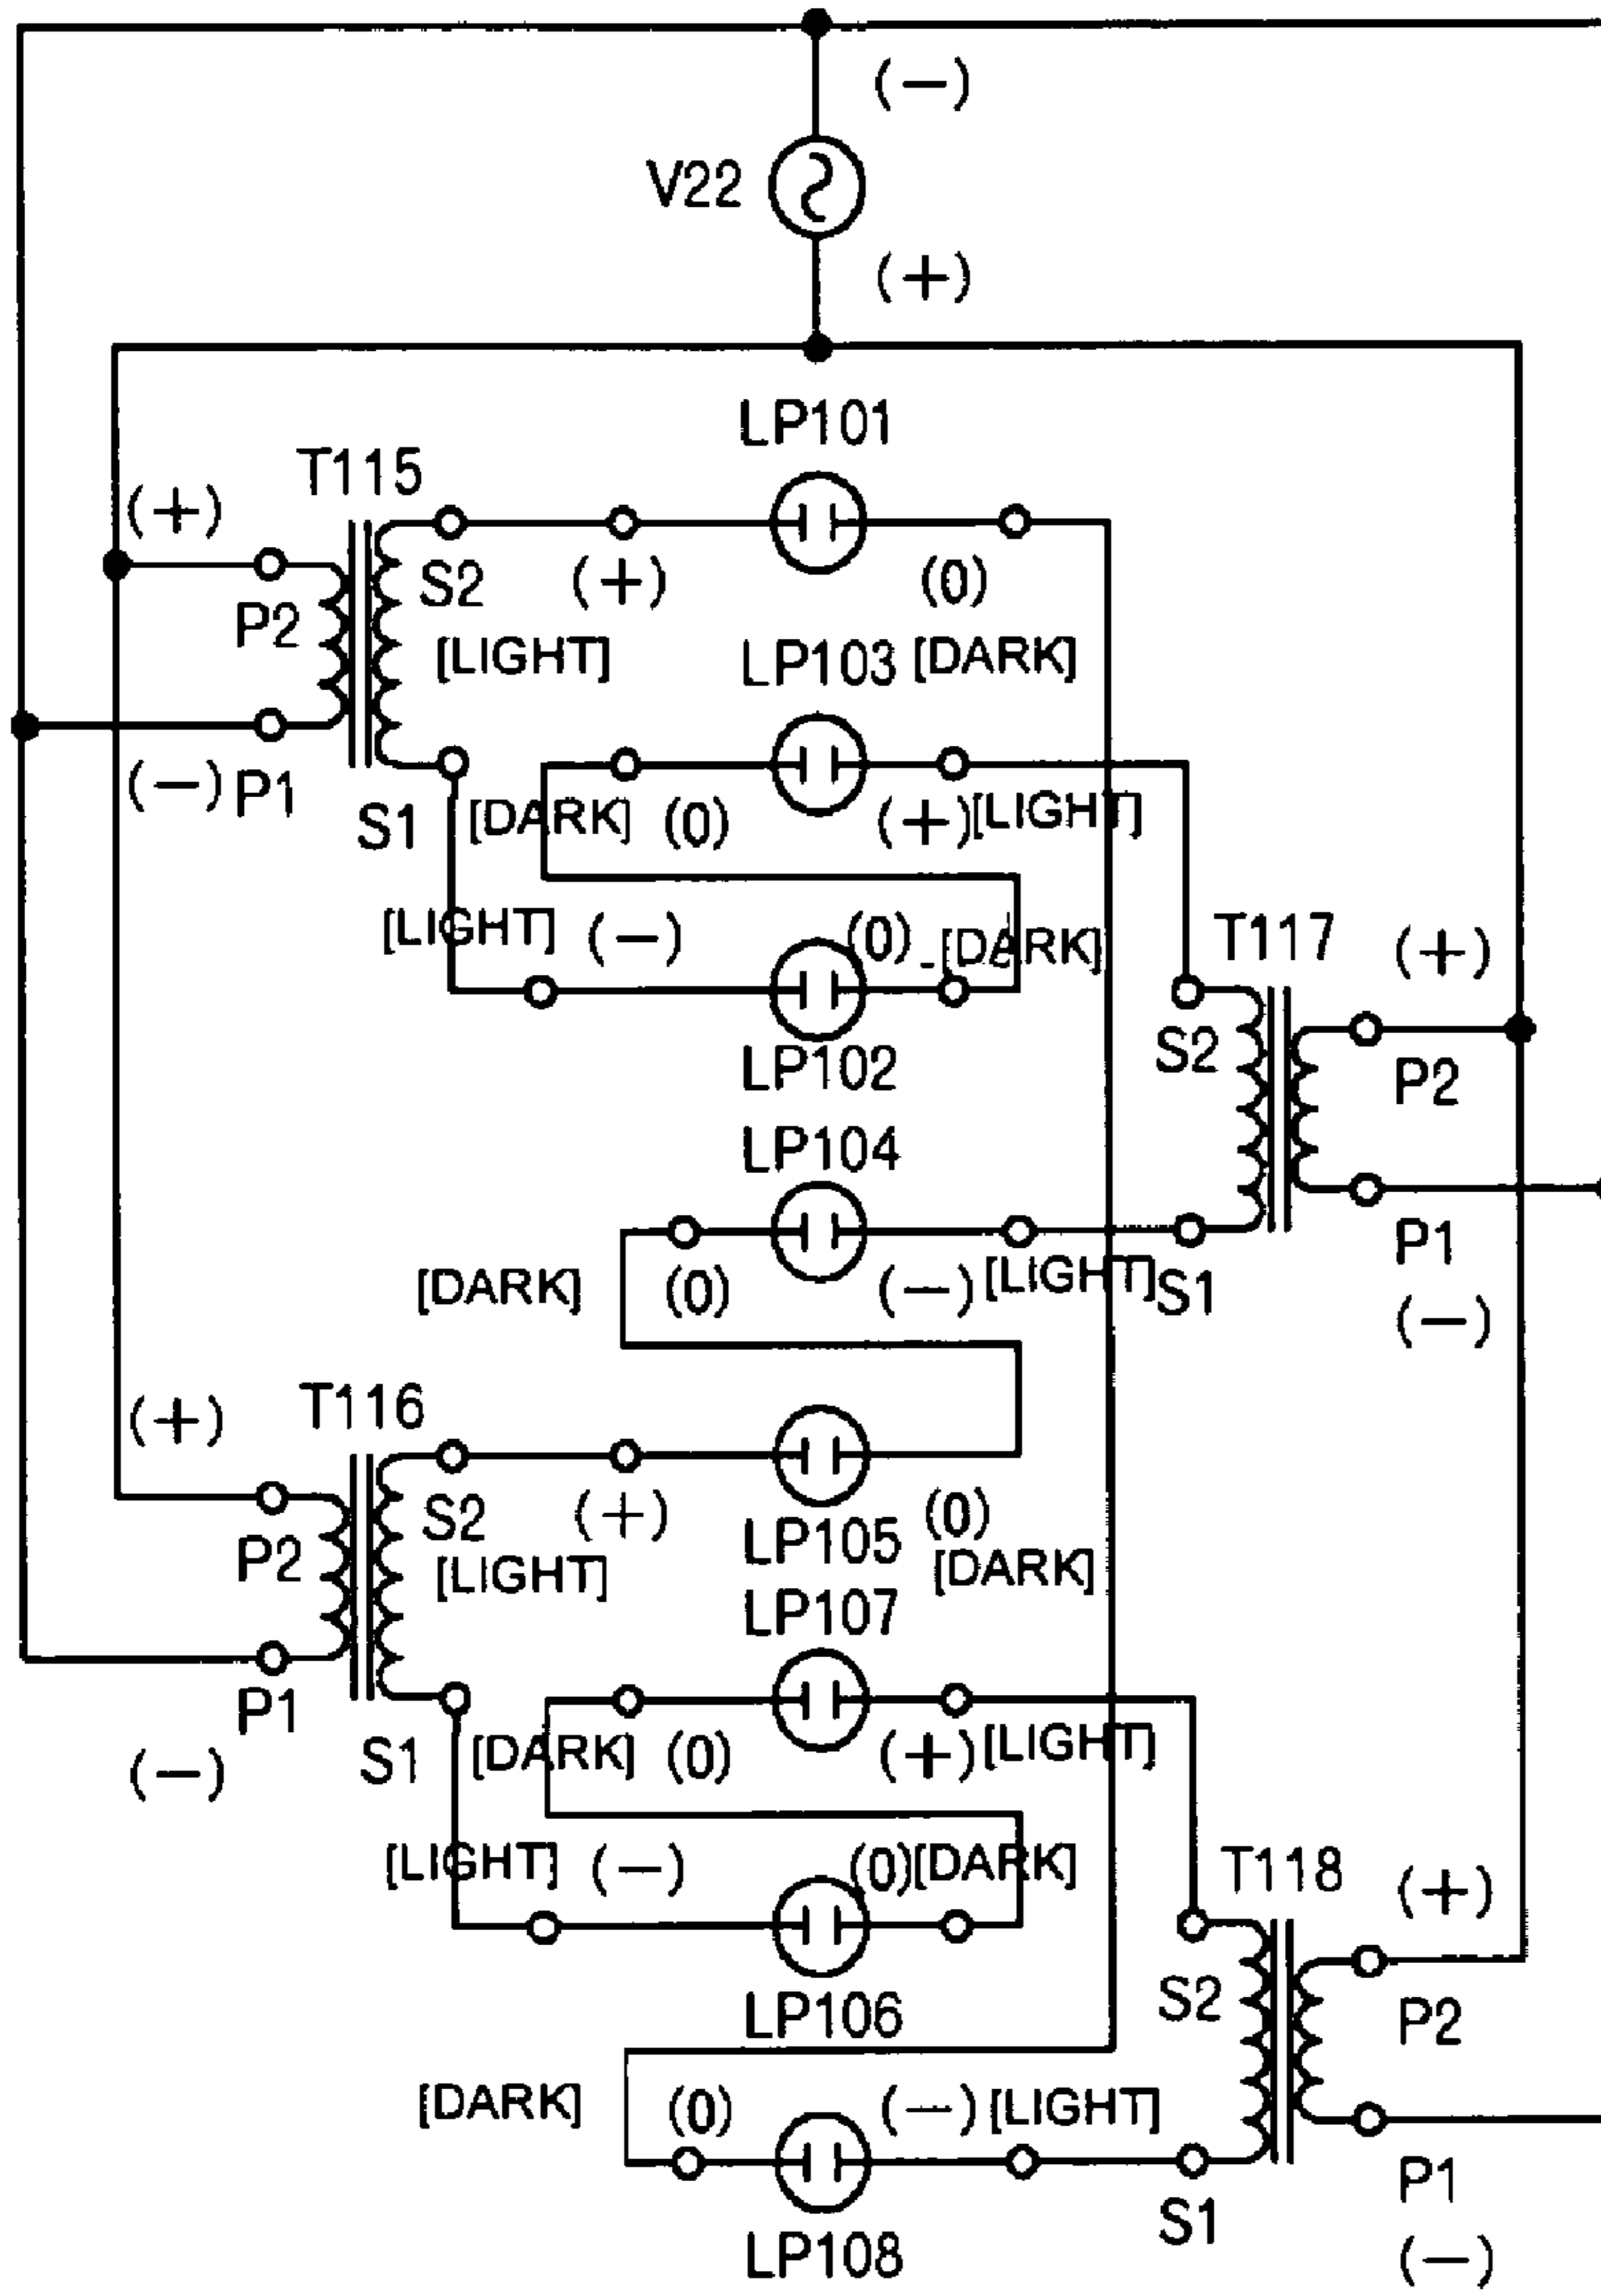 (−)
V22
(+)
LP101
T115
(+)
S2
(+)
(0)
P2
[LIGHT]
LP103 [DARK]
(−) P1
S1
[DARK] (0)
(+) [LIGHT]
[LIGHT] (−)
(0) [DARK]
T117
(+)
LP102
S2
P2
LP104
[DARK]
(0)
(−) [LIGHT] S1
P1
(−)
T116
(+)
S2
(+)
(0)
P2
LP105
[LIGHT]
[DARK]
LP107
P1
S1
[DARK] (0)
(+) [LIGHT]
(−)
[LIGHT] (−)
(0) [DARK]
T118
(+)
LP106
S2
P2
[DARK]
(0)
(−) [LIGHT]
P1
S1
LP108
(−)